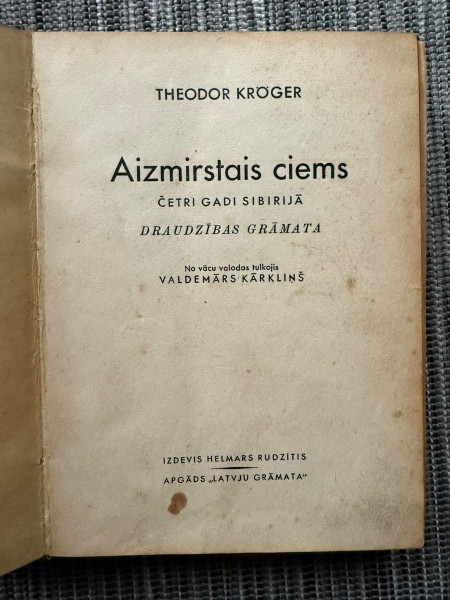 THEODOR KRÖGER
Aizmirstais ciems
ČETRI GADI SIBIRIJĀ
DRAUDZĪBAS GRĀMATA
No vācu valodas tulkojis
VALDEMĀRS KĀRKLIŅŠ
IZDEVIS HELMARS RUDZĪTIS
APGĀDS „LATVJU GRĀMATA"